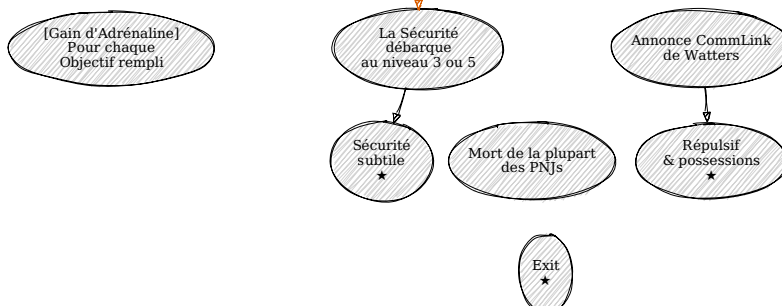 [Gain d'Adrénaline]
Pour chaque
Objectif rempli
La Sécurité
débarque
au niveau 3 ou 5
Annonce CommLink
de Watters
Sécurité
subtile
★
Mort de la plupart
des PNJs
Répulsif
& possessions
★
Exit
★